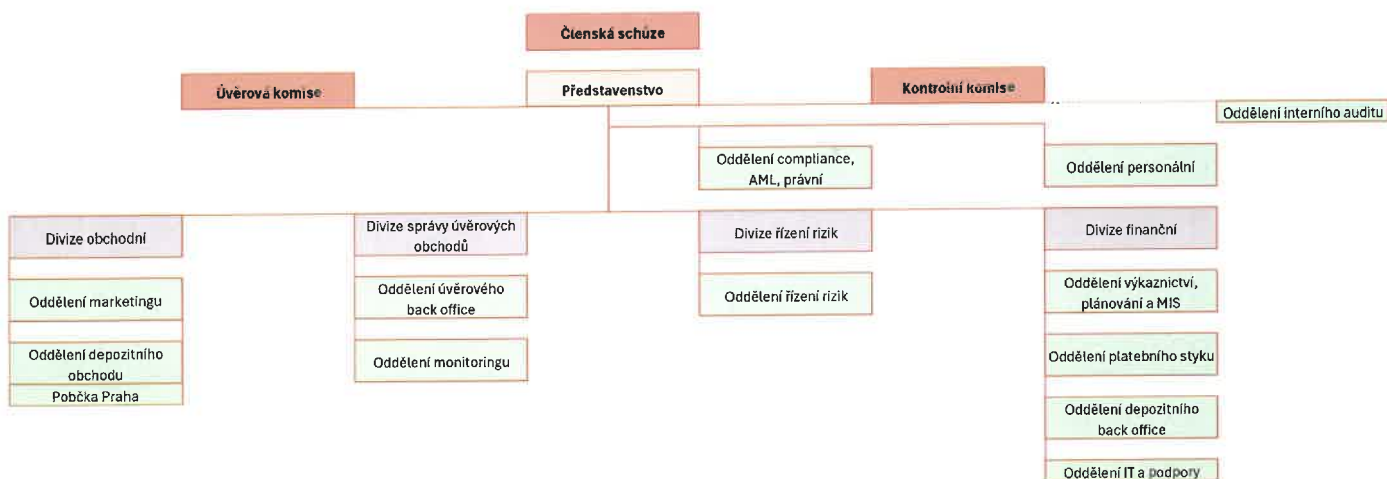 Členská schůze
Úvěrová komise
Představenstvo
Kontrolní komise
Oddělení interního auditu
Oddělení compliance,
AML, právní
Oddělení personální
Divize obchodní
Divize správy úvěrových
obchodů
Divize řízení rizik
Divize finanční
Oddělení marketingu
Oddělení úvěrového
back office
Oddělení řízení rizik
Oddělení výkaznictví,
plánování a MIS
Oddělení depozitního
obchodu
Pobčka Praha
Oddělení monitoringu
Oddělení platebního styku
Oddělení depozitního
back office
Oddělení IT a podpory